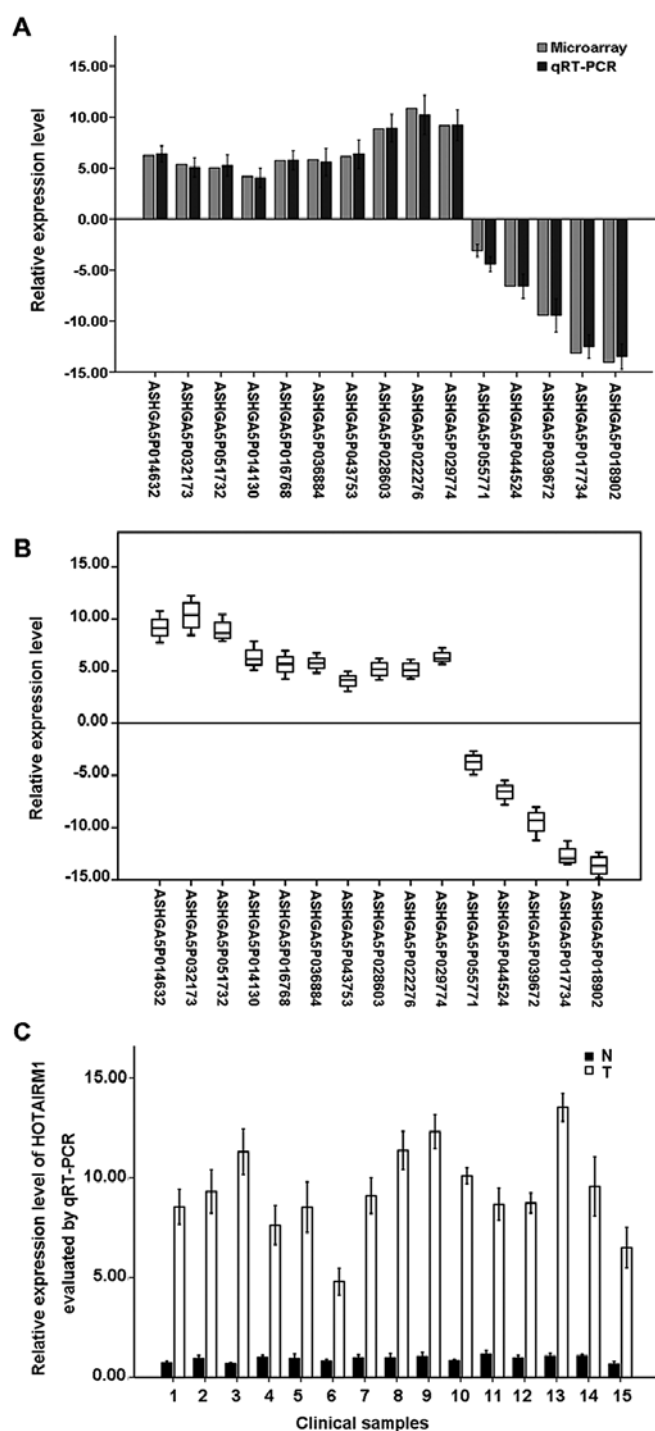 A
Microarray
qRT-PCR
Relative expression level
15.00
10.00
5.00
0.00
-5.00
-10.00
-15.00
ASHGA5P014632
ASHGA5P032173
ASHGA5P051732
ASHGA5P014130
ASHGA5P016768
ASHGA5P036884
ASHGA5P043753
ASHGA5P028603
ASHGA5P022276
ASHGA5P029774
ASHGA5P055771
ASHGA5P044524
ASHGA5P039672
ASHGA5P017734
ASHGA5P018902
B
Relative expression level
15.00
10.00
5.00
0.00
-5.00
-10.00
-15.00
ASHGA5P014632
ASHGA5P032173
ASHGA5P051732
ASHGA5P014130
ASHGA5P016768
ASHGA5P036884
ASHGA5P043753
ASHGA5P028603
ASHGA5P022276
ASHGA5P029774
ASHGA5P055771
ASHGA5P044524
ASHGA5P039672
ASHGA5P017734
ASHGA5P018902
C
N
T
Relative expression level of HOTAIRM1
evaluated by qRT-PCR
15.00
10.00
5.00
0.00
1 2 3 4 5 6 7 8 9 10 11 12 13 14 15
Clinical samples